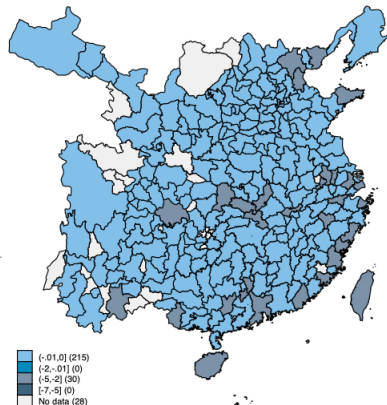 (-.01,0] (215)
(-2,-.01] (0)
(-5,-2] (30)
[-7,-5] (0)
No data (28)